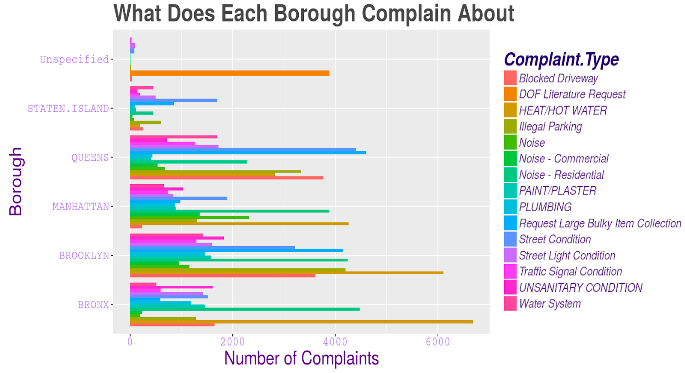 What Does Each Borough Complain About
Borough
Unspecified
STATEN.ISLAND
QUEENS
MANHATTAN
BROOKLYN
BRONX
0 2000 4000 6000
Number of Complaints
Complaint.Type
Blocked Driveway
DOF Literature Request
HEAT/HOT WATER
Illegal Parking
Noise
Noise - Commercial
Noise - Residential
PAINT/PLASTER
PLUMBING
Request Large Bulky Item Collection
Street Condition
Street Light Condition
Traffic Signal Condition
UNSANITARY CONDITION
Water System